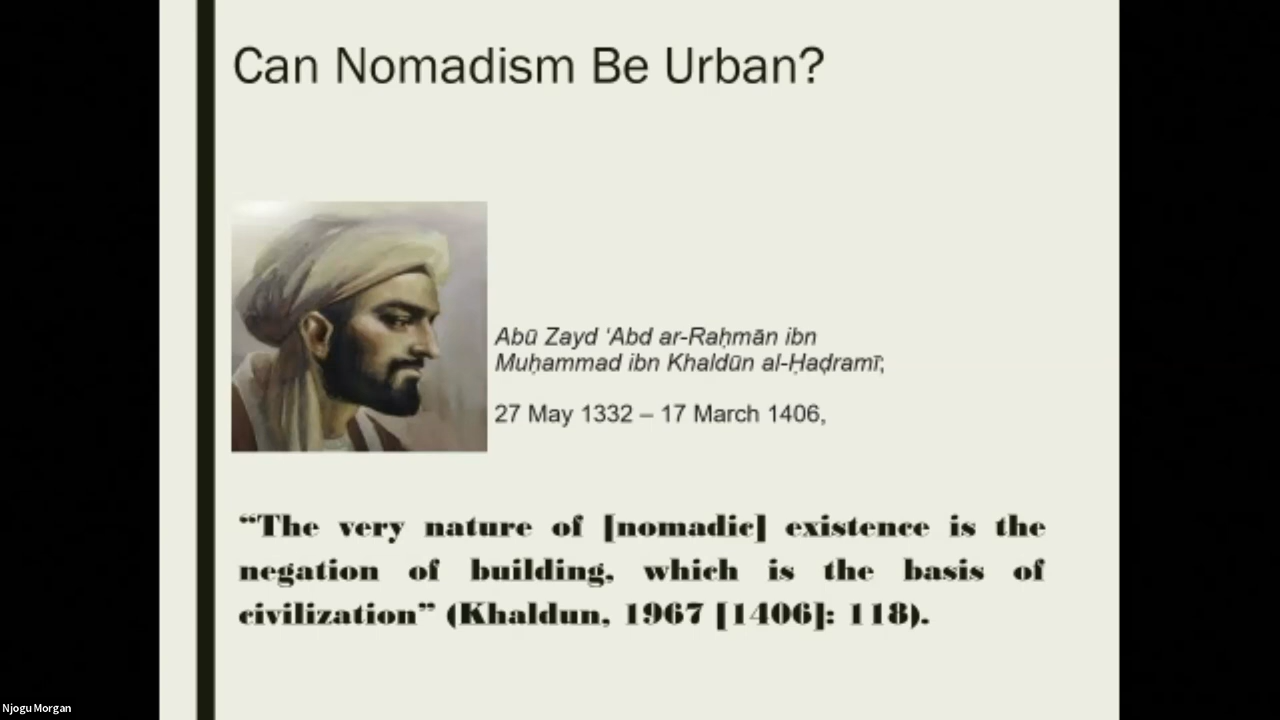 Can Nomadism Be Urban?
Abū Zayd ‘Abd ar-Raḥmān ibn
Muḥammad ibn Khaldūn al-Ḥaḍramī;
27 May 1332 – 17 March 1406,
“The very nature of [nomadic] existence is the
negation of building, which is the basis of
civilization” (Khaldun, 1967 [1406]: 118).
Njogu Morgan